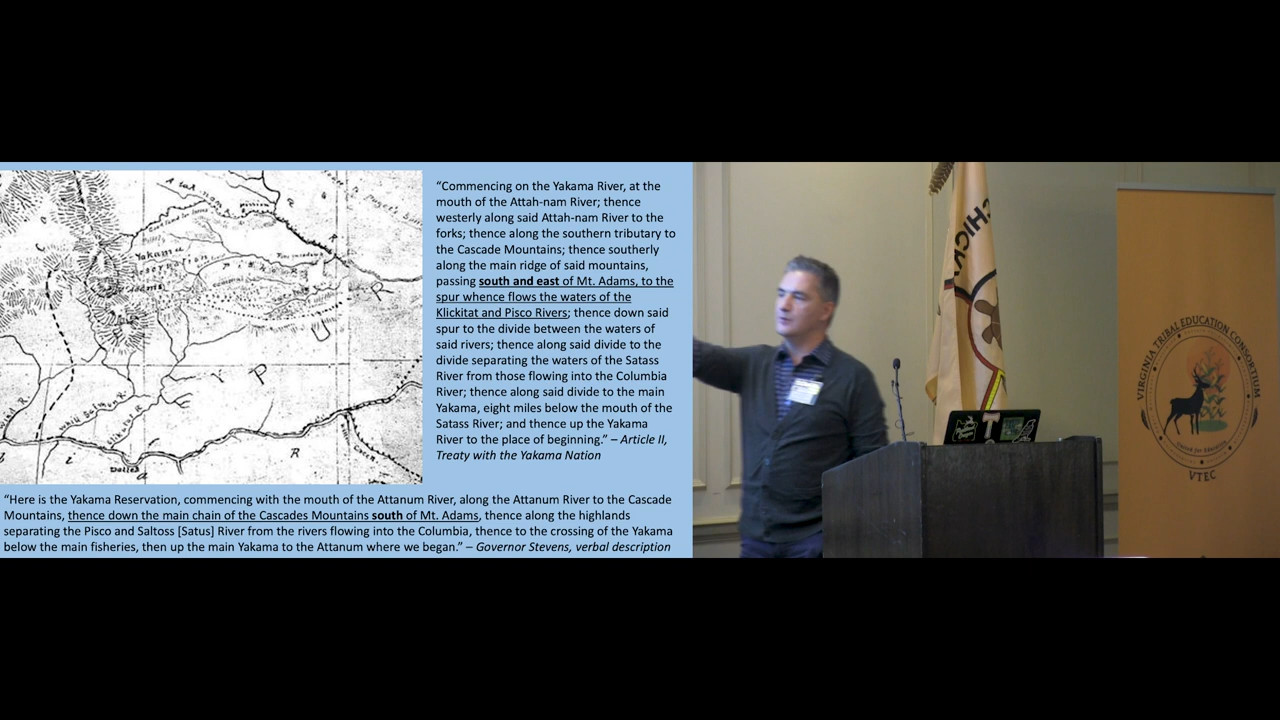 “Commencing on the Yakama River, at the
mouth of the Attah-nam River; thence
westerly along said Attah-nam River to the
forks; thence along the southern tributary to
the Cascade Mountains; thence southerly
along the main ridge of said mountains,
passing south and east of Mt. Adams, to the
spur whence flows the waters of the
Klickitat and Pisco Rivers; thence down said
spur to the divide between the waters of
said rivers; thence along said divide to the
divide separating the waters of the Satass
River from those flowing into the Columbia
River; thence along said divide to the main
Yakama, eight miles below the mouth of the
Satass River; and thence up the Yakama
River to the place of beginning.” – Article II,
Treaty with the Yakama Nation
“Here is the Yakama Reservation, commencing with the mouth of the Attanum River, along the Attanum River to the Cascade
Mountains, thence down the main chain of the Cascades Mountains south of Mt. Adams, thence along the highlands
separating the Pisco and Saltoss [Satus] River from the rivers flowing into the Columbia, thence to the crossing of the Yakama
below the main fisheries, then up the main Yakama to the Attanum where we began.” – Governor Stevens, verbal description
Yakama
Reservation
Dalles
R
R
VIRGINIA TRIBAL EDUCATION CONSORTIUM
VTEC